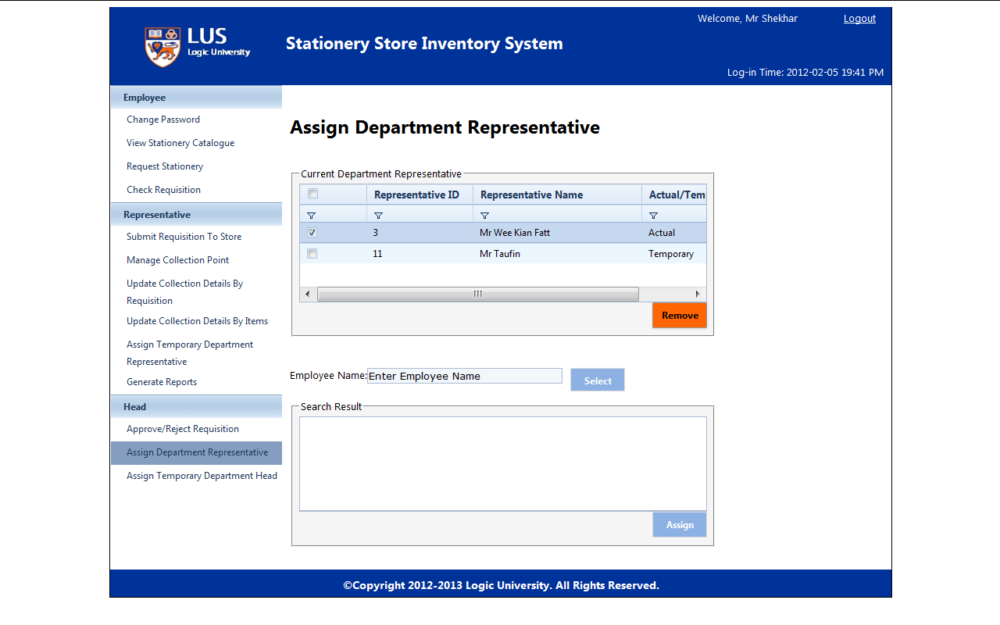 Welcome, Mr Shekhar Logout
LUS
Logic University
Stationery Store Inventory System
Log-in Time: 2012-02-05 19:41 PM
Employee
Change Password
View Stationery Catalogue
Request Stationery
Check Requisition
Representative
Submit Requisition To Store
Manage Collection Point
Update Collection Details By
Requisition
Update Collection Details By Items
Assign Temporary Department
Representative
Generate Reports
Head
Approve/Reject Requisition
Assign Department Representative
Assign Temporary Department Head
Assign Department Representative
Current Department Representative
Representative ID Representative Name Actual/Tem
3 Mr Wee Kian Fatt Actual
11 Mr Taufin Temporary
Remove
Employee Name: Enter Employee Name Select
Search Result
Assign
©Copyright 2012-2013 Logic University. All Rights Reserved.